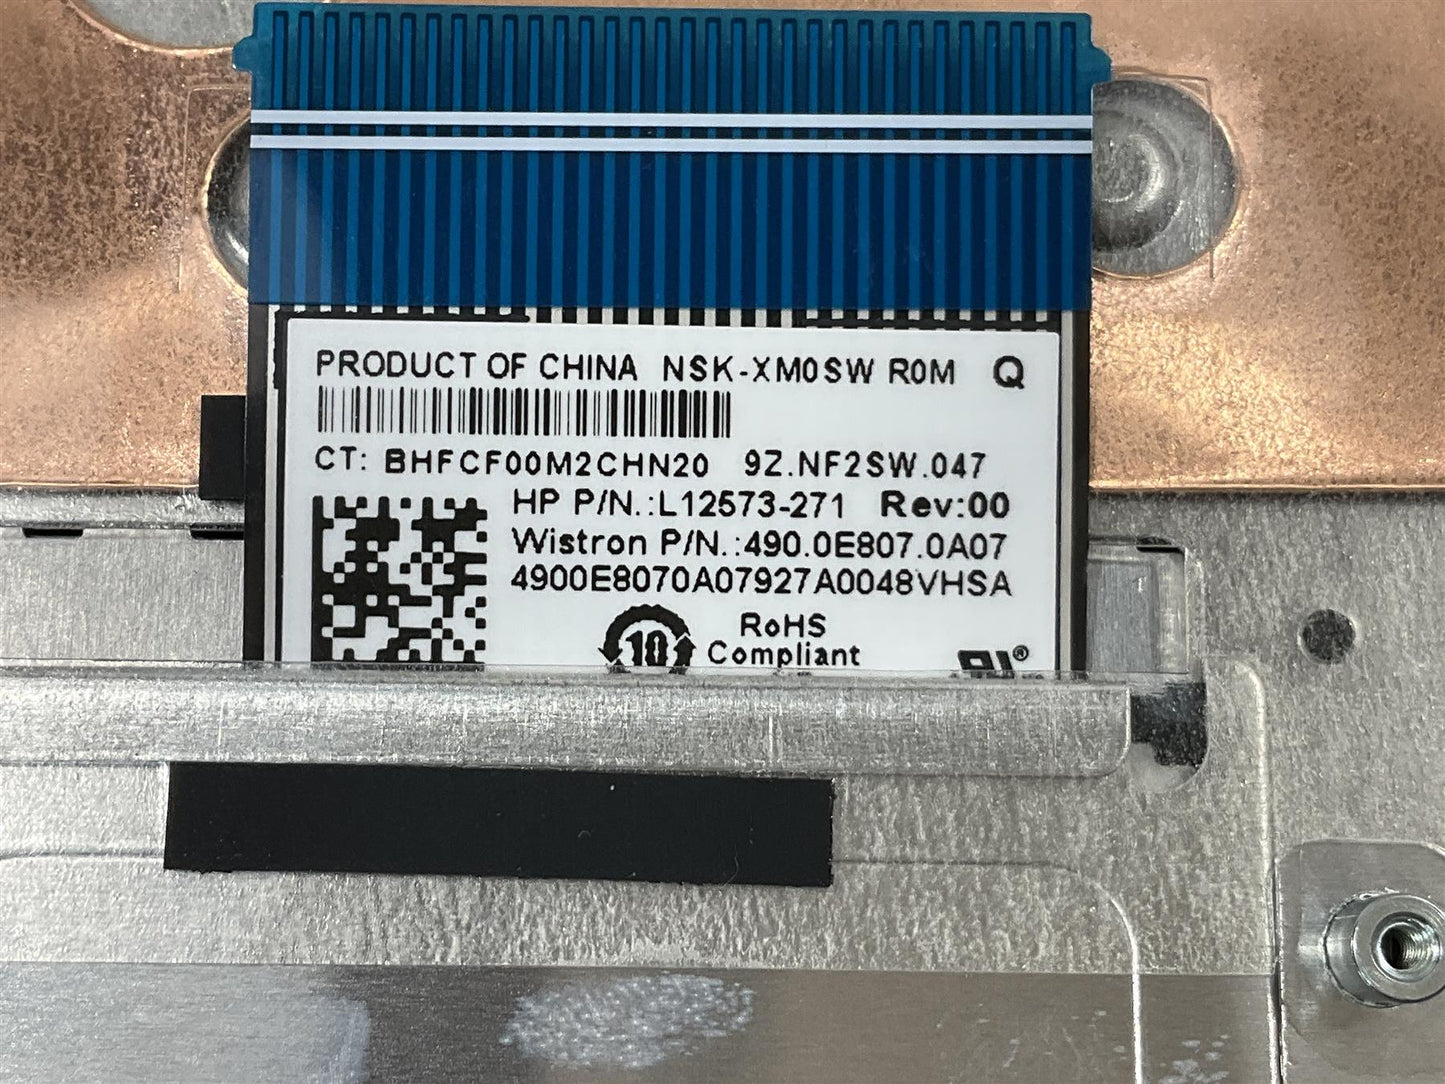 PRODUCT OF CHINA NSK-XM0SW R0M Q
CT: BHFCF00M2CHN20 9Z.NF2SW.047
HP P/N.:L12573-271 Rev:00
Wistron P/N.:490.0E807.0A07
4900E8070A07927A0048VHSA
10 RoHS
Compliant